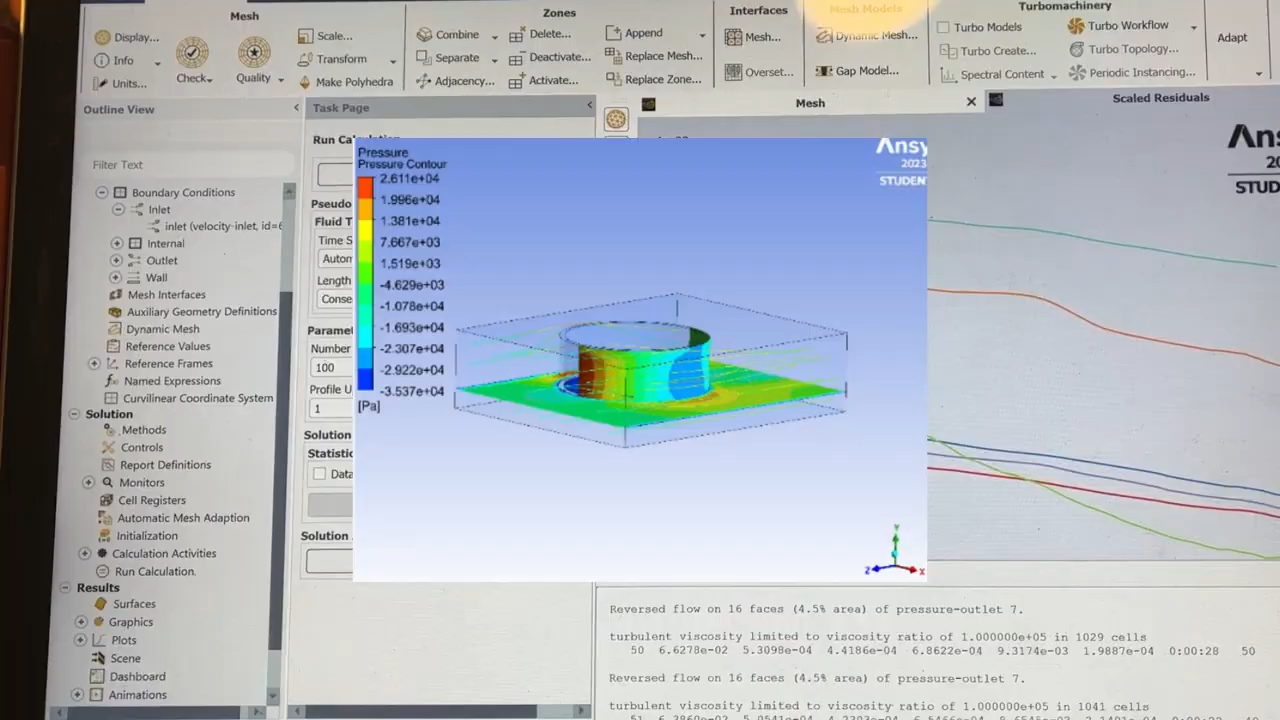 Mesh
Zones
Interfaces
Mesh Models
Turbomachinery
Display...
Info
Units...
Check
Quality
Scale...
Transform
Make Polyhedra
Combine
Separate
Adjacency...
Delete...
Deactivate...
Activate...
Append
Replace Mesh...
Replace Zone...
Mesh...
Overset...
Dynamic Mesh...
Gap Model...
Turbo Models
Turbo Create...
Spectral Content
Turbo Workflow
Turbo Topology...
Periodic Instancing...
Adapt
Outline View
Filter Text
Boundary Conditions
Inlet
inlet (velocity-inlet, id=
Internal
Outlet
Wall
Mesh Interfaces
Auxiliary Geometry Definitions
Dynamic Mesh
Reference Values
Reference Frames
Named Expressions
Curvilinear Coordinate System
Solution
Methods
Controls
Report Definitions
Monitors
Cell Registers
Automatic Mesh Adaption
Initialization
Calculation Activities
Run Calculation
Results
Surfaces
Graphics
Plots
Scene
Dashboard
Animations
Task Page
Run Calculation
Pseudo
Fluid T
Time S
Auton
Length
Conse
Paramet
Number
100
Profile U
1
Solution
Statistic
Data
Solution
Mesh
Scaled Residuals
Ans
20
STUD
Pressure
Pressure Contour
2.611e+04
1.996e+04
1.381e+04
7.667e+03
1.519e+03
-4.629e+03
-1.078e+04
-1.693e+04
-2.307e+04
-2.922e+04
-3.537e+04
[Pa]
Ansy
2023
STUDEN
Y
Z
X
Reversed flow on 16 faces (4.5% area) of pressure-outlet 7.
turbulent viscosity limited to viscosity ratio of 1.000000e+05 in 1029 cells
50 6.6278e-02 5.3098e-04 4.4186e-04 6.8622e-04 9.3174e-03 1.9887e-04 0:00:28 50
Reversed flow on 16 faces (4.5% area) of pressure-outlet 7.
turbulent viscosity limited to viscosity ratio of 1.000000e+05 in 1041 cells